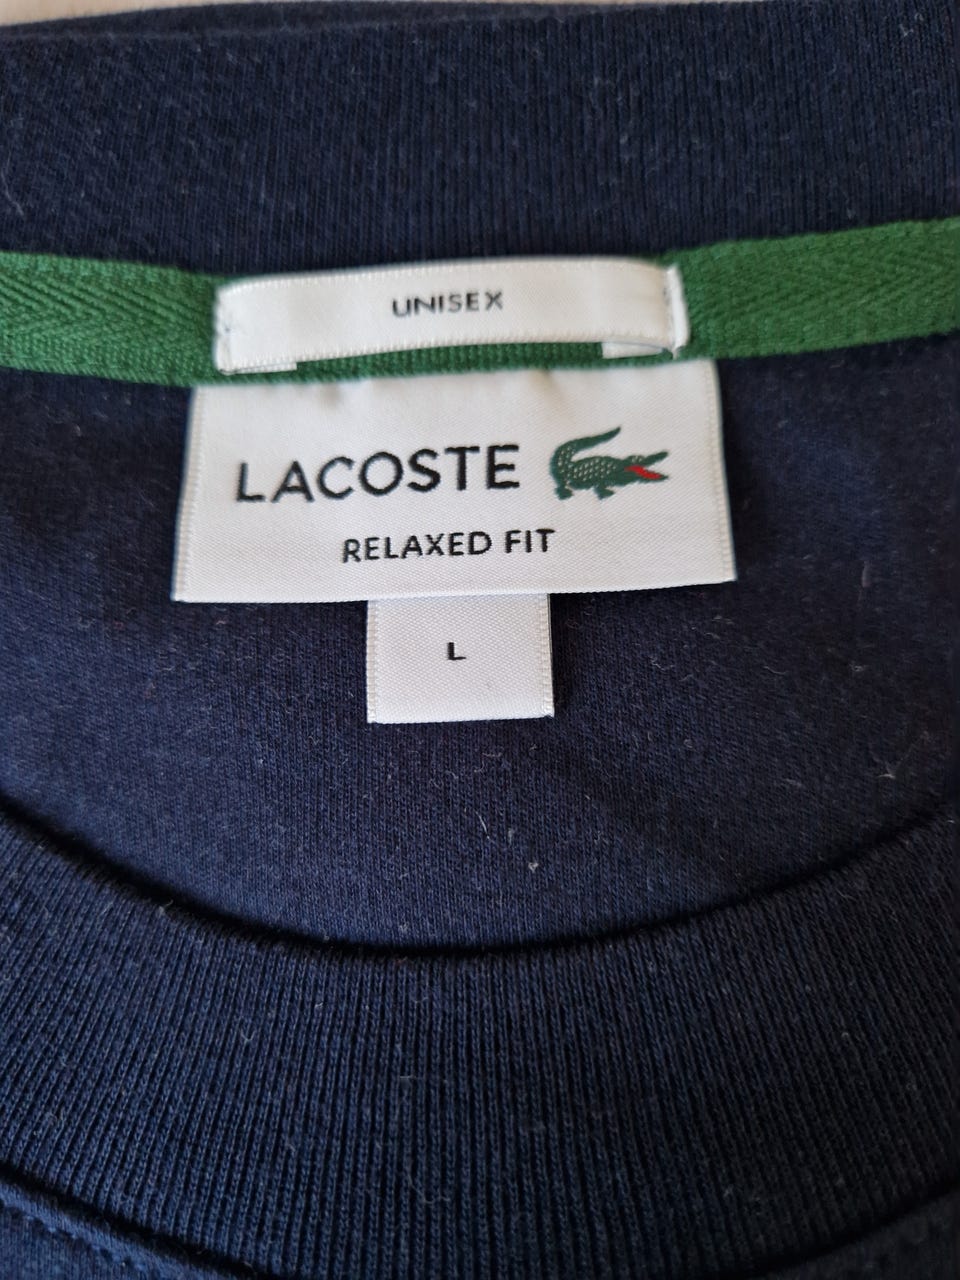 UNISEX
LACOSTE
RELAXED FIT
L